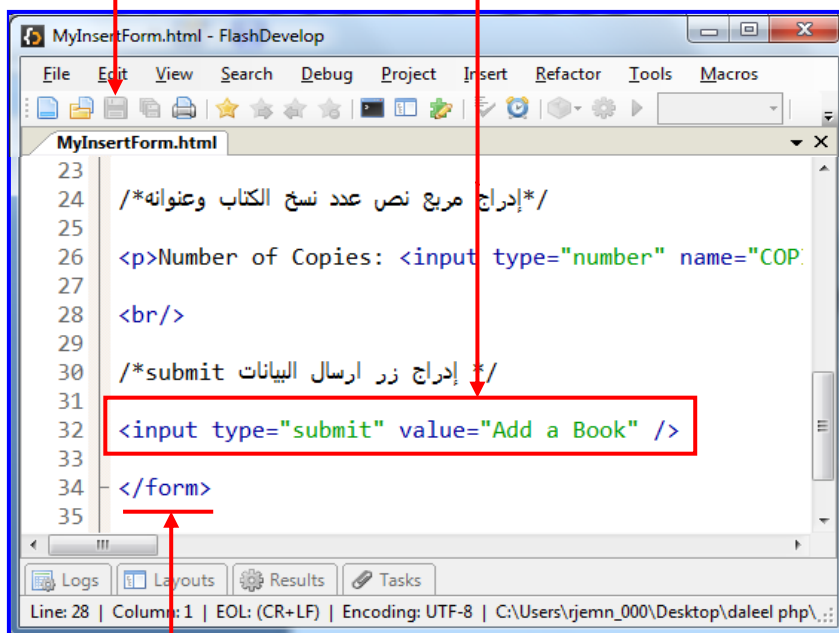 MyInsertForm.html - FlashDevelop
File Edit View Search Debug Project Insert Refactor Tools Macros
MyInsertForm.html
23
24 /*إدراج مربع نص عدد نسخ الكتاب وعنوانه*/
25
26 <p>Number of Copies: <input type="number" name="COP
27
28 <br/>
29
30 /*submit إدراج زر ارسال البيانات */
31
32 <input type="submit" value="Add a Book" />
33
34 </form>
35
Logs Layouts Results Tasks
Line: 28 | Column: 1 | EOL: (CR+LF) | Encoding: UTF-8 | C:\Users\rjemn_000\Desktop\daleel php\